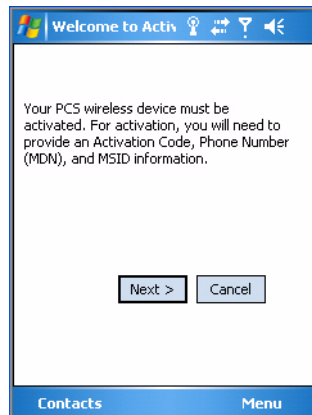 Welcome to Activ
Your PCS wireless device must be
activated. For activation, you will need to
provide an Activation Code, Phone Number
(MDN), and MSID information.
Next >
Cancel
Contacts
Menu